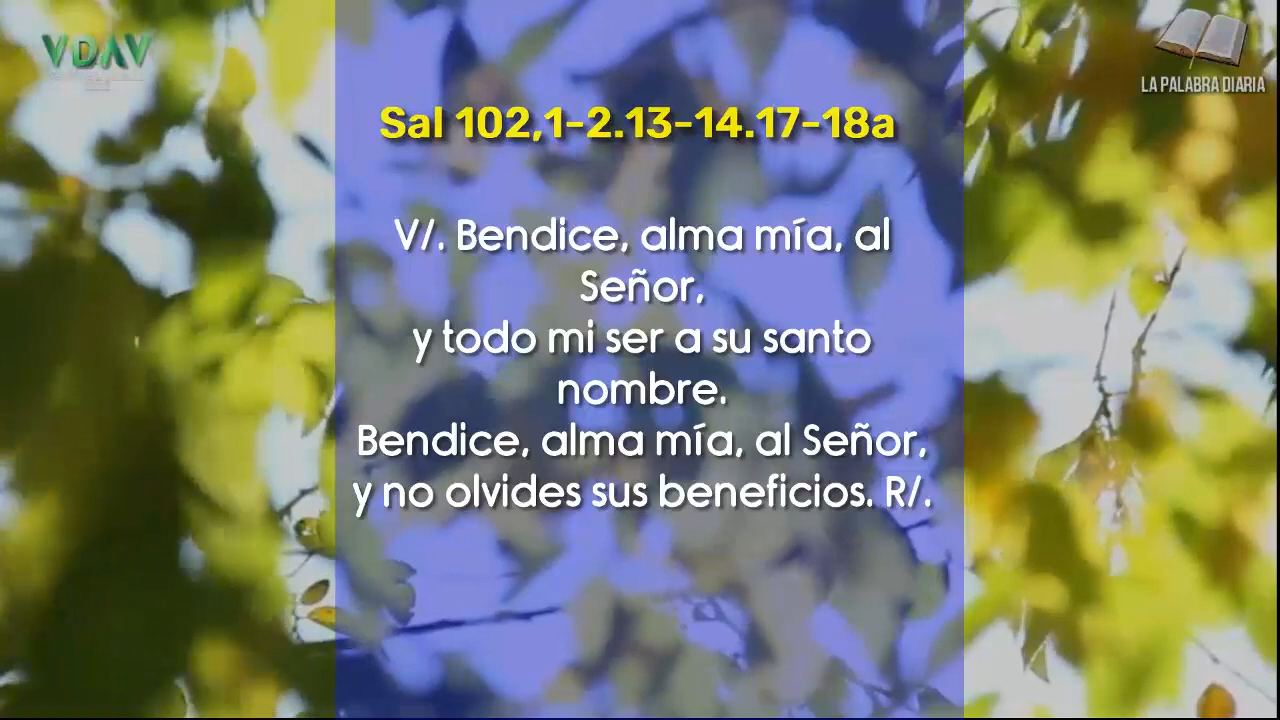 VDAV
LA PALABRA DIARIA
Sal 102,1-2.13-14.17-18a
V/. Bendice, alma mía, al
Señor,
y todo mi ser a su santo
nombre.
Bendice, alma mía, al Señor,
y no olvides sus beneficios. R/.